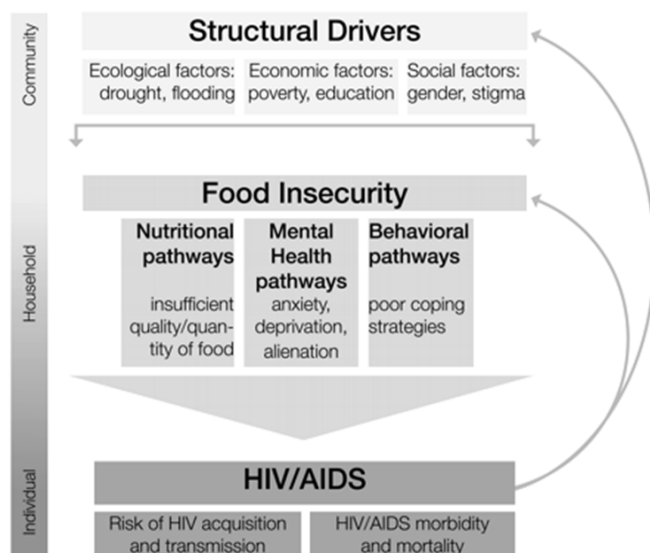 Community
Structural Drivers
Ecological factors:
drought, flooding
Economic factors:
poverty, education
Social factors:
gender, stigma
Household
Food Insecurity
Nutritional
pathways
insufficient
quality/quan-
tity of food
Mental
Health
pathways
anxiety,
deprivation,
alienation
Behavioral
pathways
poor coping
strategies
Individual
HIV/AIDS
Risk of HIV acquisition
and transmission
HIV/AIDS morbidity
and mortality